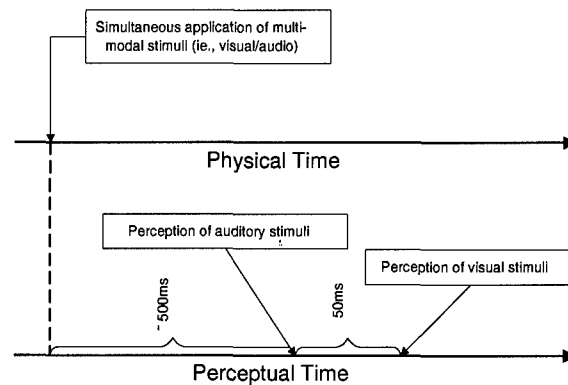 Simultaneous application of multi-
modal stimuli (ie., visual/audio)
Physical Time
Perception of auditory stimuli
Perception of visual stimuli
~500ms
50ms
Perceptual Time